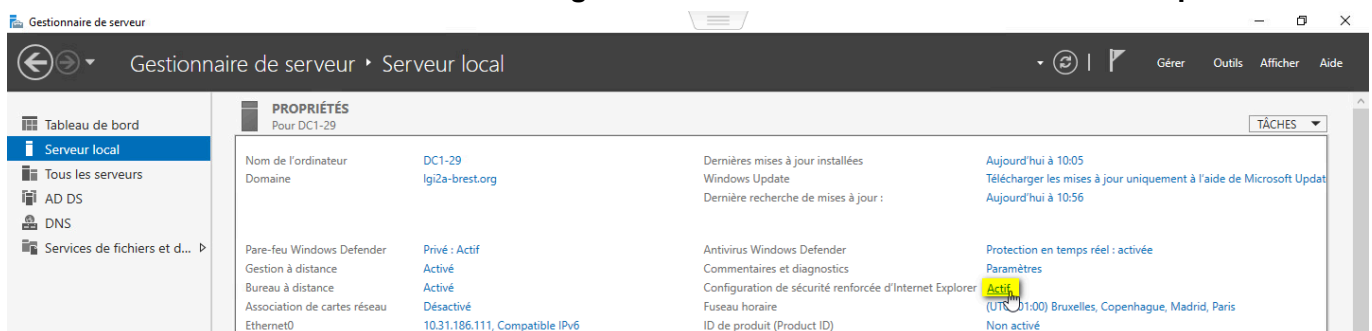 Gestionnaire de serveur
Gestionnaire de serveur • Serveur local
Gérer Outils Afficher Aide
Tableau de bord
Serveur local
Tous les serveurs
AD DS
DNS
Services de fichiers et d...
PROPRIÉTÉS
Pour DC1-29
TÂCHES
Nom de l'ordinateur DC1-29
Domaine lgi2a-brest.org
Dernières mises à jour installées Aujourd'hui à 10:05
Windows Update Télécharger les mises à jour uniquement à l'aide de Microsoft Updat
Dernière recherche de mises à jour : Aujourd'hui à 10:56
Pare-feu Windows Defender Privé : Actif
Gestion à distance Activé
Bureau à distance Activé
Association de cartes réseau Désactivé
Ethernet0 10.31.186.111, Compatible IPv6
Antivirus Windows Defender Protection en temps réel : activée
Commentaires et diagnostics Paramètres
Configuration de sécurité renforcée d'Internet Explorer Actif
Fuseau horaire 01:00) Bruxelles, Copenhague, Madrid, Paris
ID de produit (Product ID) Non activé